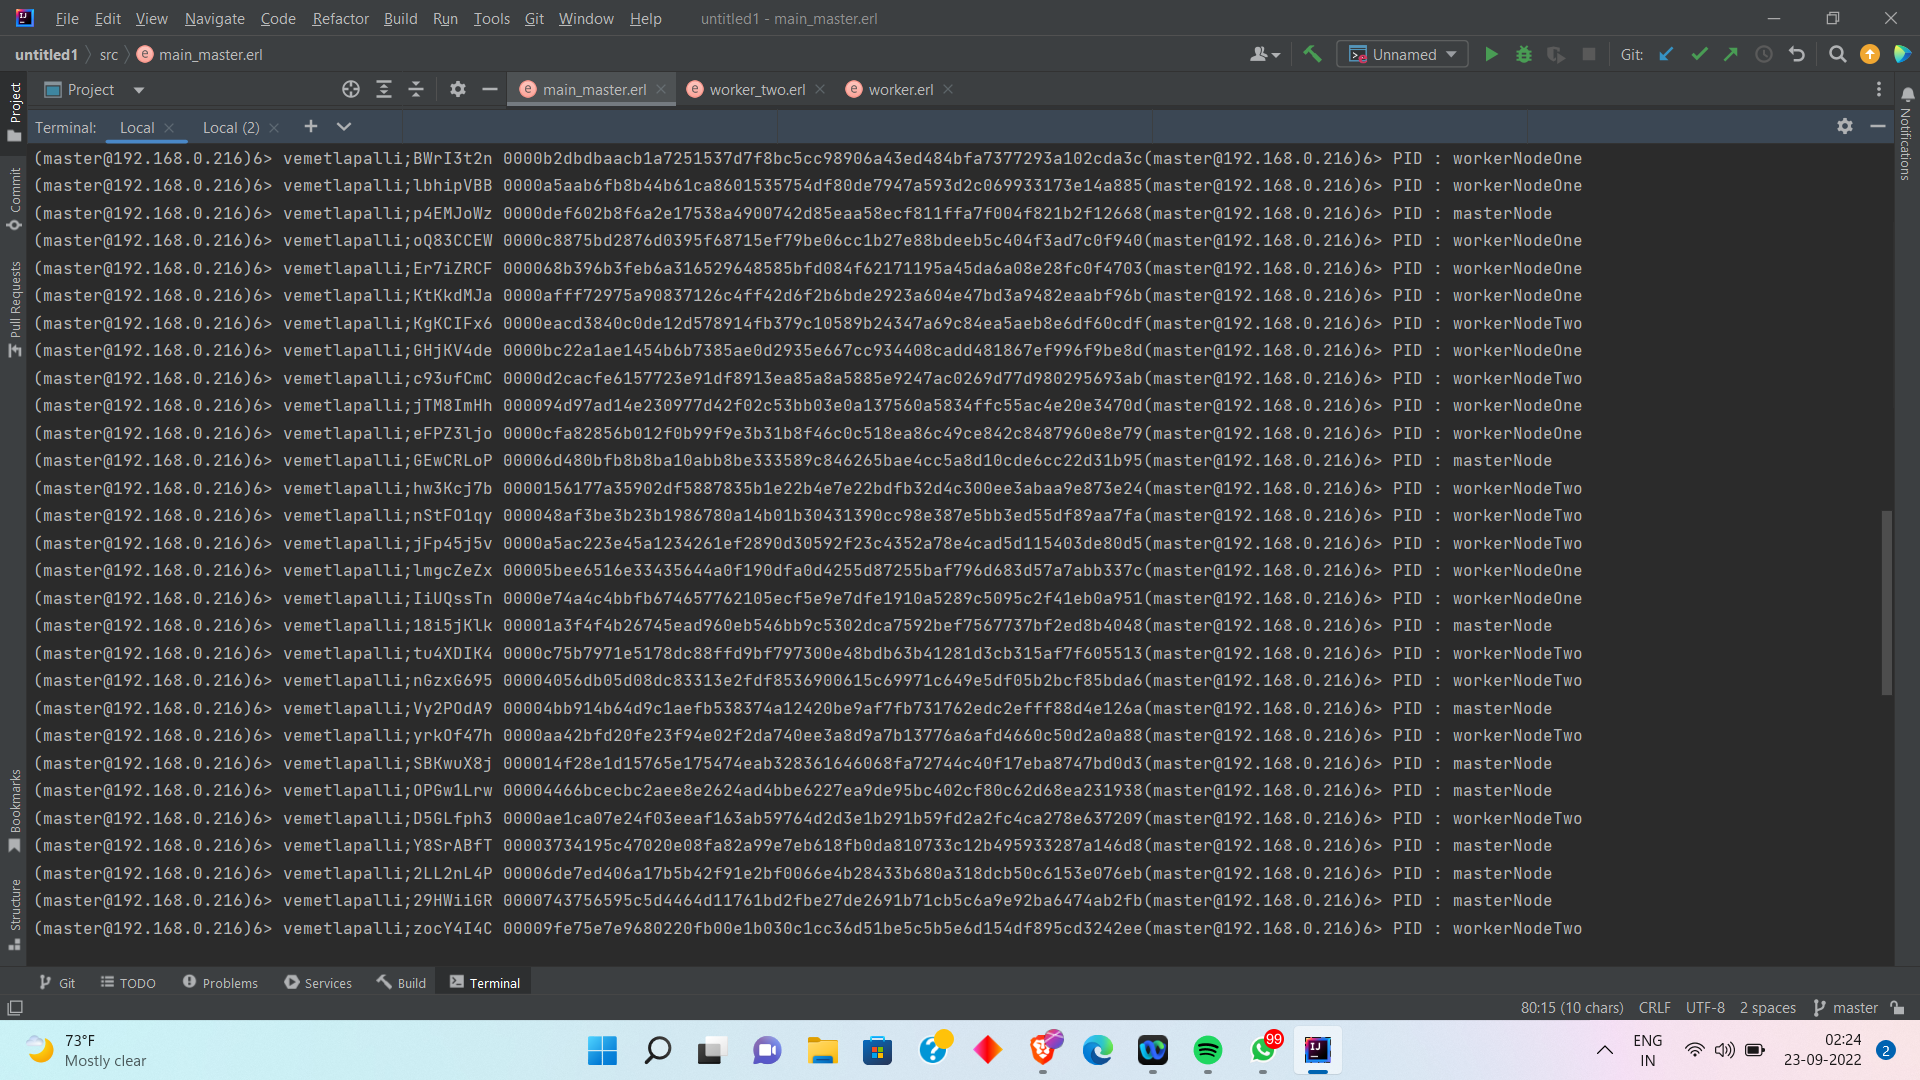 File Edit View Navigate Code Refactor Build Run Tools Git Window Help untitled1 - main_master.erl
untitled1 src main_master.erl Unnamed Git:
Project main_master.erl worker_two.erl worker.erl
Terminal: Local Local (2)
(master@192.168.0.216)6> vemetlapalli;BWrI3t2n 0000b2dbdbaacb1a7251537d7f8bc5cc98906a43ed484bfa7377293a102cda3c(master@192.168.0.216)6> PID : workerNodeOne
(master@192.168.0.216)6> vemetlapalli;lbhipVBB 0000a5aab6fb8b44b61ca8601535754df80de7947a593d2c069933173e14a885(master@192.168.0.216)6> PID : workerNodeOne
(master@192.168.0.216)6> vemetlapalli;p4EMJoWz 0000def602b8f6a2e17538a4900742d85eaa58ecf811ffa7f004f821b2f12668(master@192.168.0.216)6> PID : masterNode
(master@192.168.0.216)6> vemetlapalli;oQ83CCEW 0000c8875bd2876d0395f68715ef79be06cc1b27e88bdeeb5c404f3ad7c0f940(master@192.168.0.216)6> PID : workerNodeOne
(master@192.168.0.216)6> vemetlapalli;Er7iZRCF 000068b396b3feb6a316529648585bfd084f62171195a45da6a08e28fc0f4703(master@192.168.0.216)6> PID : workerNodeOne
(master@192.168.0.216)6> vemetlapalli;KtKkdMJa 0000afff72975a90837126c4ff42d6f2b6bde2923a604e47bd3a9482eaabf96b(master@192.168.0.216)6> PID : workerNodeOne
(master@192.168.0.216)6> vemetlapalli;KgKCIFx6 0000eacd3840c0de12d578914fb379c10589b24347a69c84ea5aeb8e6df60cdf(master@192.168.0.216)6> PID : workerNodeTwo
(master@192.168.0.216)6> vemetlapalli;GHjKV4de 0000bc22a1ae1454b6b7385ae0d2935e667cc934408cadd481867ef996f9be8d(master@192.168.0.216)6> PID : workerNodeOne
(master@192.168.0.216)6> vemetlapalli;c93ufCmC 0000d2cacfe6157723e91df8913ea85a8a5885e9247ac0269d77d980295693ab(master@192.168.0.216)6> PID : workerNodeTwo
(master@192.168.0.216)6> vemetlapalli;jTM8ImHh 000094d97ad14e230977d42f02c53bb03e0a137560a5834ffc55ac4e20e3470d(master@192.168.0.216)6> PID : workerNodeOne
(master@192.168.0.216)6> vemetlapalli;eFPZ3ljo 0000cfa82856b012f0b99f9e3b31b8f46c0c518ea86c49ce842c8487960e8e79(master@192.168.0.216)6> PID : workerNodeOne
(master@192.168.0.216)6> vemetlapalli;GEwCRLoP 00006d480bfb8b8ba10abb8be333589c846265bae4cc5a8d10cde6cc22d31b95(master@192.168.0.216)6> PID : masterNode
(master@192.168.0.216)6> vemetlapalli;hw3Kcj7b 0000156177a35902df5887835b1e22b4e7e22bdfb32d4c300ee3abaa9e873e24(master@192.168.0.216)6> PID : workerNodeTwo
(master@192.168.0.216)6> vemetlapalli;nStFO1qy 000048af3be3b23b1986780a14b01b30431390cc98e387e5bb3ed55df89aa7fa(master@192.168.0.216)6> PID : workerNodeTwo
(master@192.168.0.216)6> vemetlapalli;jFp45j5v 0000a5ac223e45a1234261ef2890d30592f23c4352a78e4cad5d115403de80d5(master@192.168.0.216)6> PID : workerNodeTwo
(master@192.168.0.216)6> vemetlapalli;lmgcZeZx 00005bee6516e33435644a0f190dfa0d4255d87255baf796d683d57a7abb337c(master@192.168.0.216)6> PID : workerNodeOne
(master@192.168.0.216)6> vemetlapalli;IiUQssTn 0000e74a4c4bbfb674657762105ecf5e9e7dfe1910a5289c5095c2f41eb0a951(master@192.168.0.216)6> PID : workerNodeOne
(master@192.168.0.216)6> vemetlapalli;18i5jKlk 00001a3f4f4b26745ead960eb546bb9c5302dca7592bef7567737bf2ed8b4048(master@192.168.0.216)6> PID : masterNode
(master@192.168.0.216)6> vemetlapalli;tu4XDIK4 0000c75b7971e5178dc88ffd9bf797300e48bdb63b41281d3cb315af7f605513(master@192.168.0.216)6> PID : workerNodeTwo
(master@192.168.0.216)6> vemetlapalli;nGzxG695 00004056db05d08dc83313e2fdf8536900615c69971c649e5df05b2bcf85bda6(master@192.168.0.216)6> PID : workerNodeTwo
(master@192.168.0.216)6> vemetlapalli;Vy2POdA9 00004bb914b64d9c1aefb538374a12420be9af7fb731762edc2efff88d4e126a(master@192.168.0.216)6> PID : masterNode
(master@192.168.0.216)6> vemetlapalli;yrkOf47h 0000aa42bfd20fe23f94e02f2da740ee3a8d9a7b13776a6afd4660c50d2a0a88(master@192.168.0.216)6> PID : workerNodeTwo
(master@192.168.0.216)6> vemetlapalli;SBKwuX8j 000014f28e1d15765e175474eab328361646068fa72744c40f17eba8747bd0d3(master@192.168.0.216)6> PID : masterNode
(master@192.168.0.216)6> vemetlapalli;OPGw1Lrw 00004466bcecbc2aee8e2624ad4bbe6227ea9de95bc402cf80c62d68ea231938(master@192.168.0.216)6> PID : masterNode
(master@192.168.0.216)6> vemetlapalli;D5GLfph3 0000ae1ca07e24f03eeaf163ab59764d2d3e1b291b59fd2a2fc4ca278e637209(master@192.168.0.216)6> PID : workerNodeTwo
(master@192.168.0.216)6> vemetlapalli;Y8SrABfT 00003734195c47020e08fa82a99e7eb618fb0da810733c12b495933287a146d8(master@192.168.0.216)6> PID : masterNode
(master@192.168.0.216)6> vemetlapalli;2LL2nL4P 00006de7ed406a17b5b42f91e2bf0066e4b28433b680a318dcb50c6153e076eb(master@192.168.0.216)6> PID : masterNode
(master@192.168.0.216)6> vemetlapalli;29HWiiGR 0000743756595c5d4464d11761bd2fbe27de2691b71cb5c6a9e92ba6474ab2fb(master@192.168.0.216)6> PID : masterNode
(master@192.168.0.216)6> vemetlapalli;zocY4I4C 00009fe75e7e9680220fb00e1b030c1cc36d51be5c5b5e6d154df895cd3242ee(master@192.168.0.216)6> PID : workerNodeTwo
Project
Commit
Pull Requests
Bookmarks
Structure
Notifications
Git TODO Problems Services Build Terminal
80:15 (10 chars) CRLF UTF-8 2 spaces master
73°F
Mostly clear
99
ENG
IN
02:24
23-09-2022
2